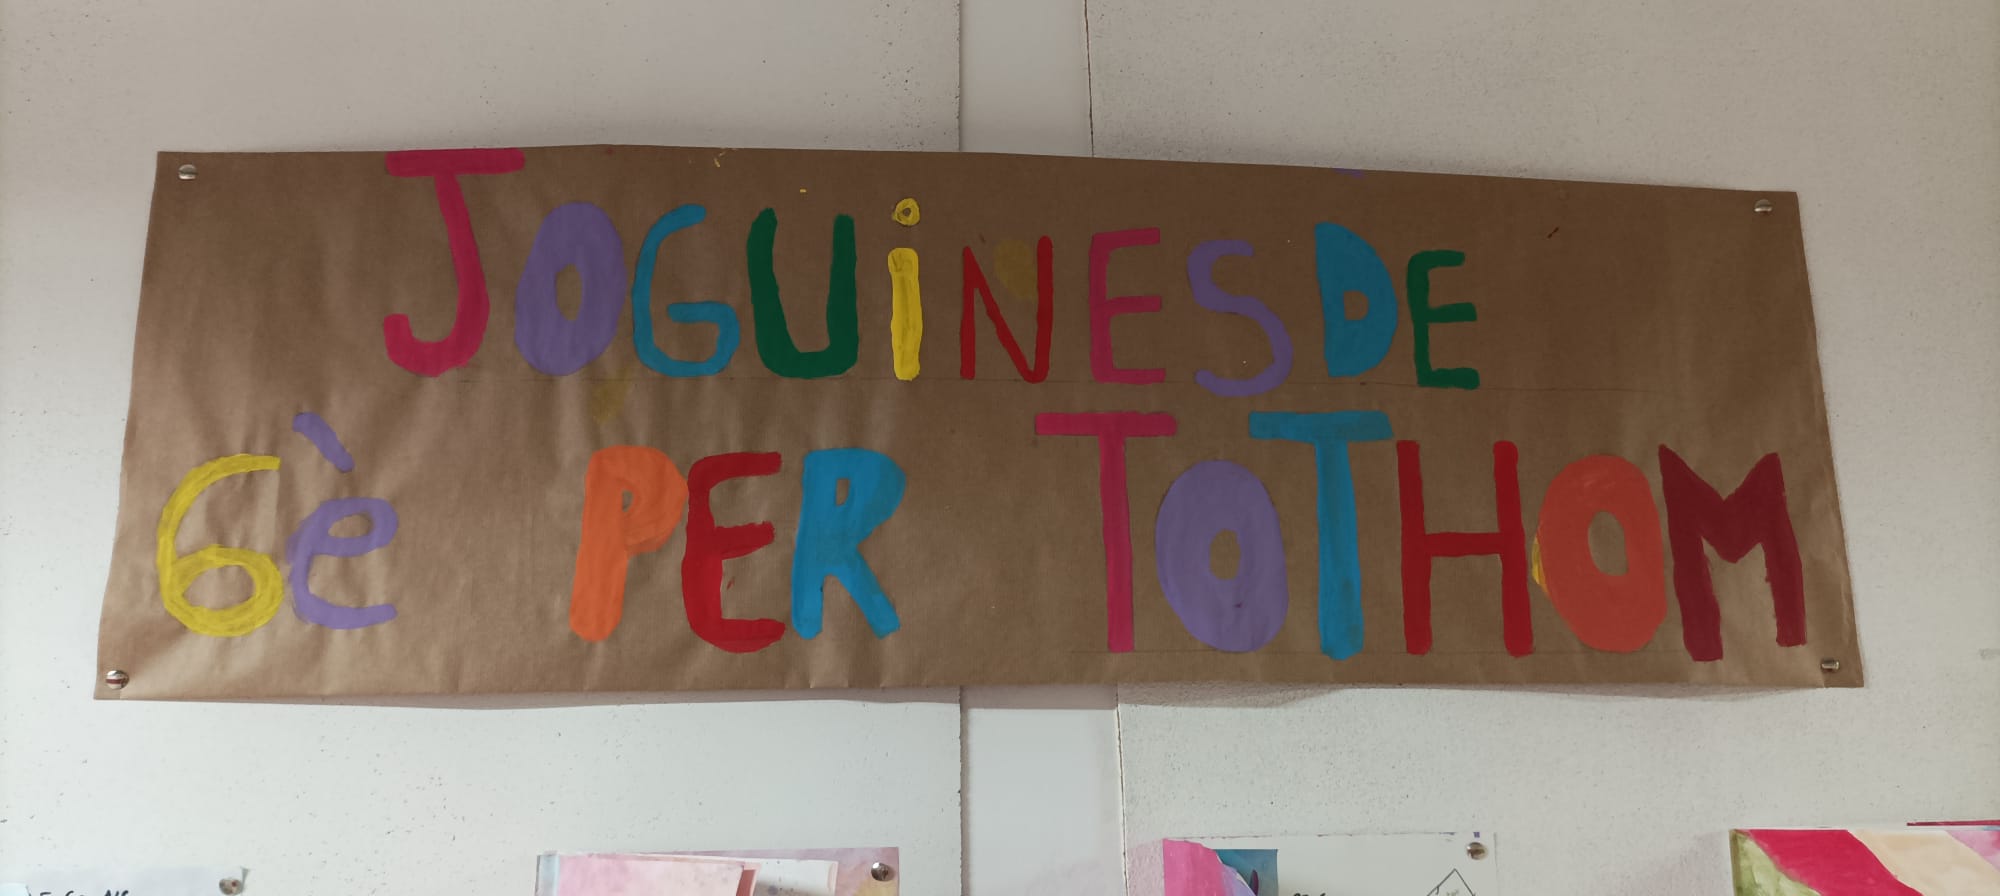 JOGUiNES DE
6è PER TOTHOM